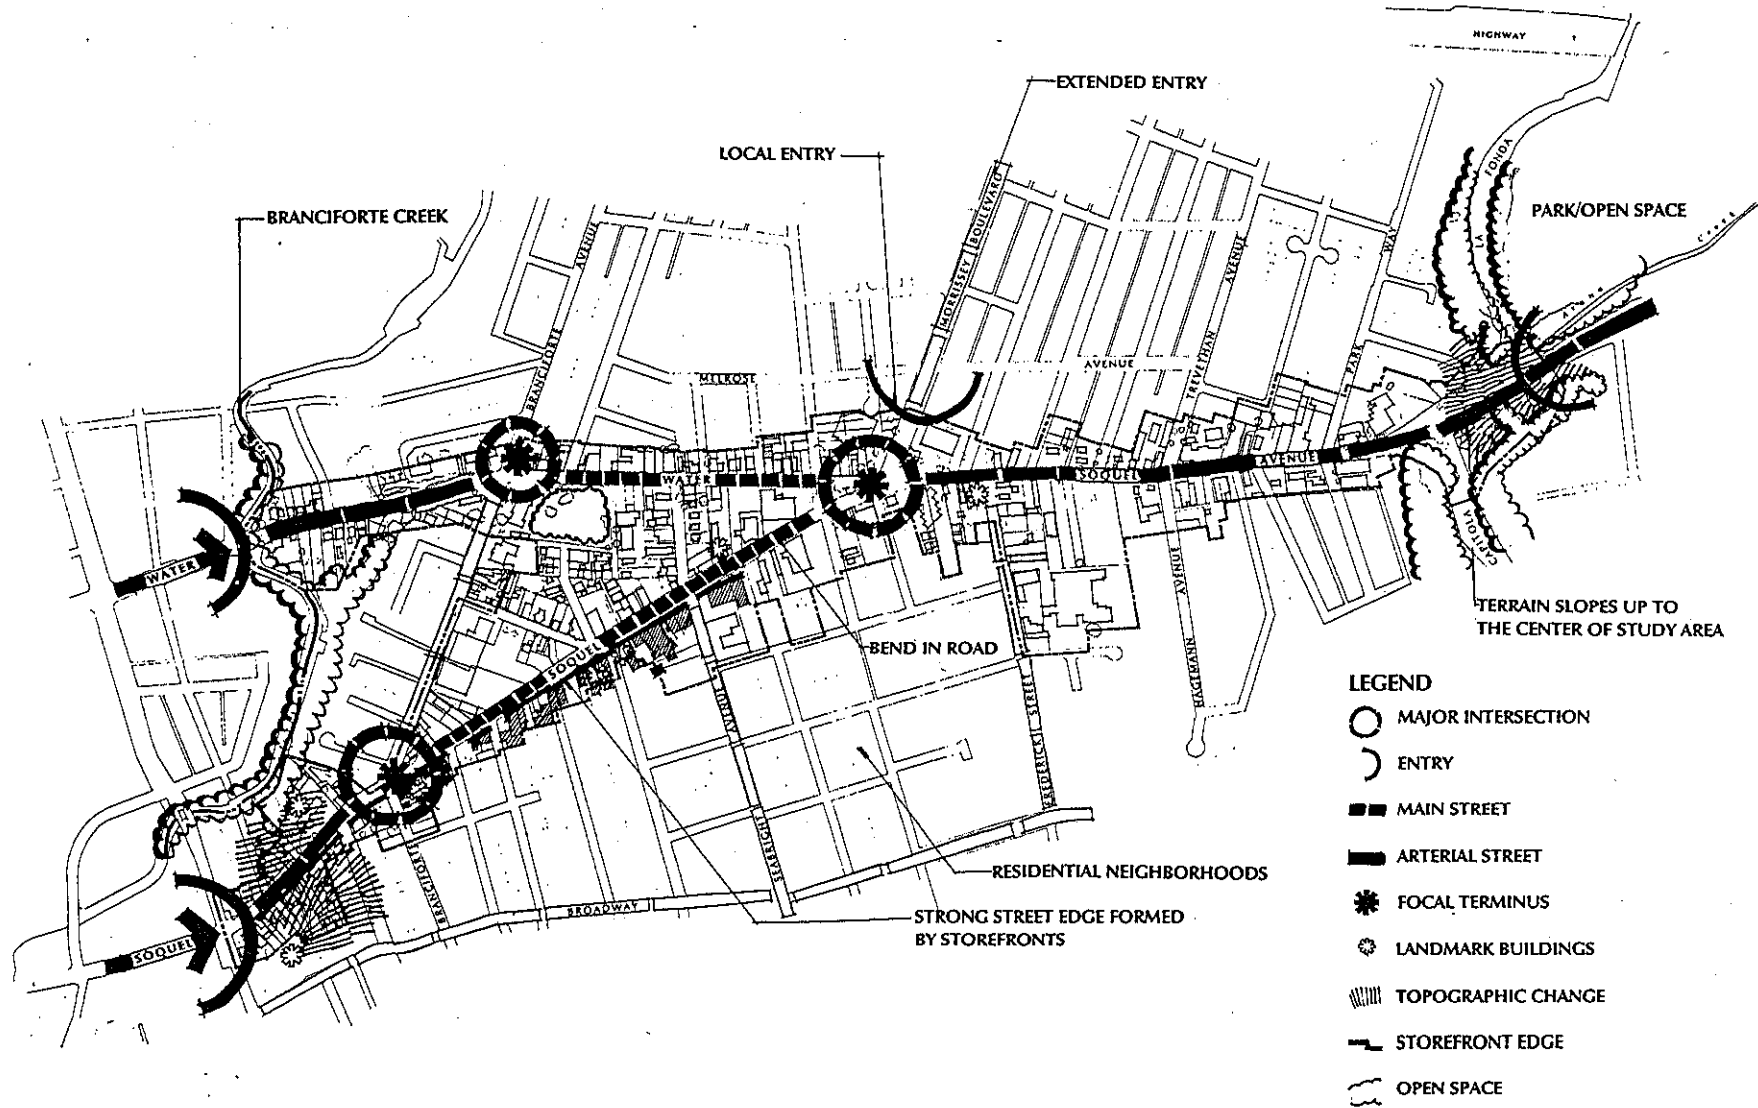 HIGHWAY
EXTENDED ENTRY
LOCAL ENTRY
BRANCIFORTE CREEK
LA FONDA
PARK/OPEN SPACE
MORRISSEY BOULEVARD
AVENUE
BRANCIFORTE
AVENUE
TREVETHAN
PARK WAY
MELROSE
AVENUE
WATER
SOQUEL
AVENUE
WATER
CAPITOLA
TERRAIN SLOPES UP TO
THE CENTER OF STUDY AREA
BEND IN ROAD
SOQUEL
AVENUE
HAGEMANN
AVENUE
SEABRIGHT
FREDERICK STREET
LEGEND
MAJOR INTERSECTION
ENTRY
MAIN STREET
ARTERIAL STREET
FOCAL TERMINUS
LANDMARK BUILDINGS
TOPOGRAPHIC CHANGE
STOREFRONT EDGE
OPEN SPACE
RESIDENTIAL NEIGHBORHOODS
STRONG STREET EDGE FORMED
BY STOREFRONTS
BRANCIFORTE
BROADWAY
SOQUEL